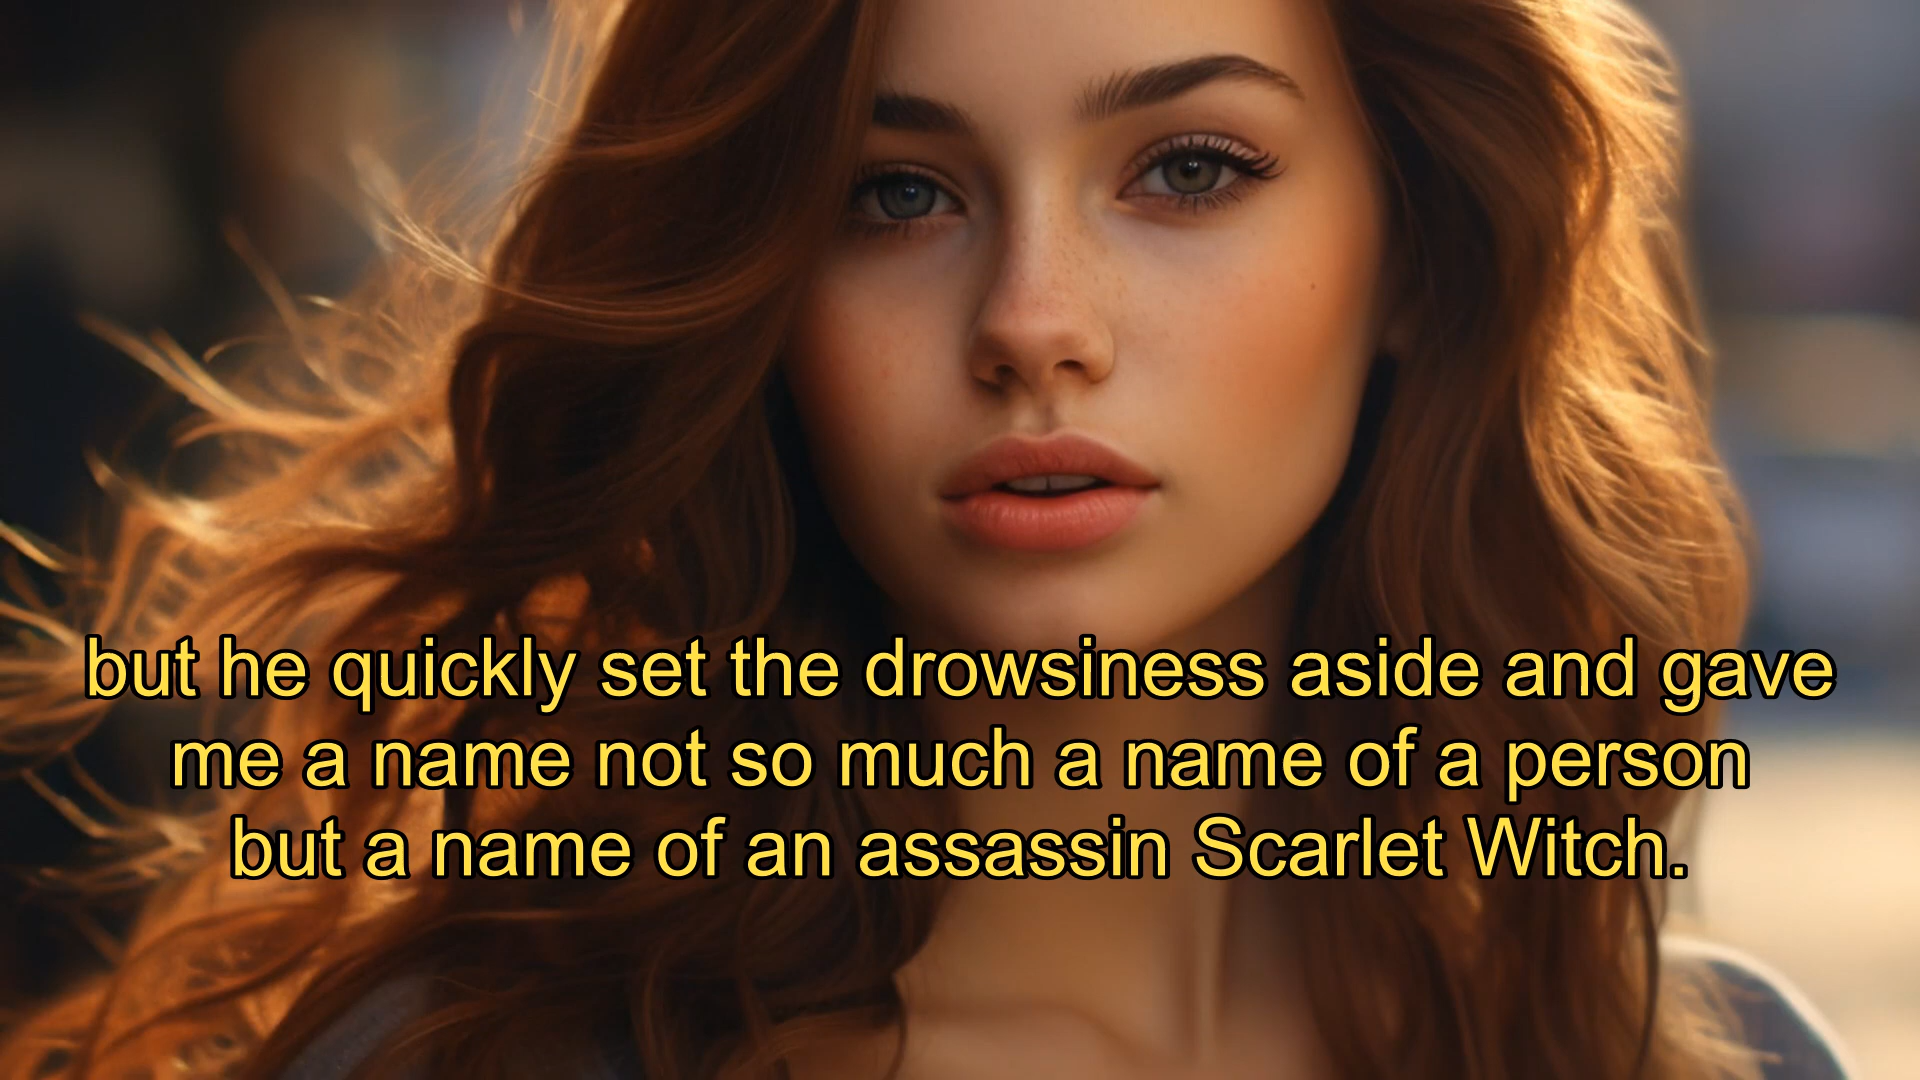 but he quickly set the drowsiness aside and gave
me a name not so much a name of a person
but a name of an assassin Scarlet Witch.